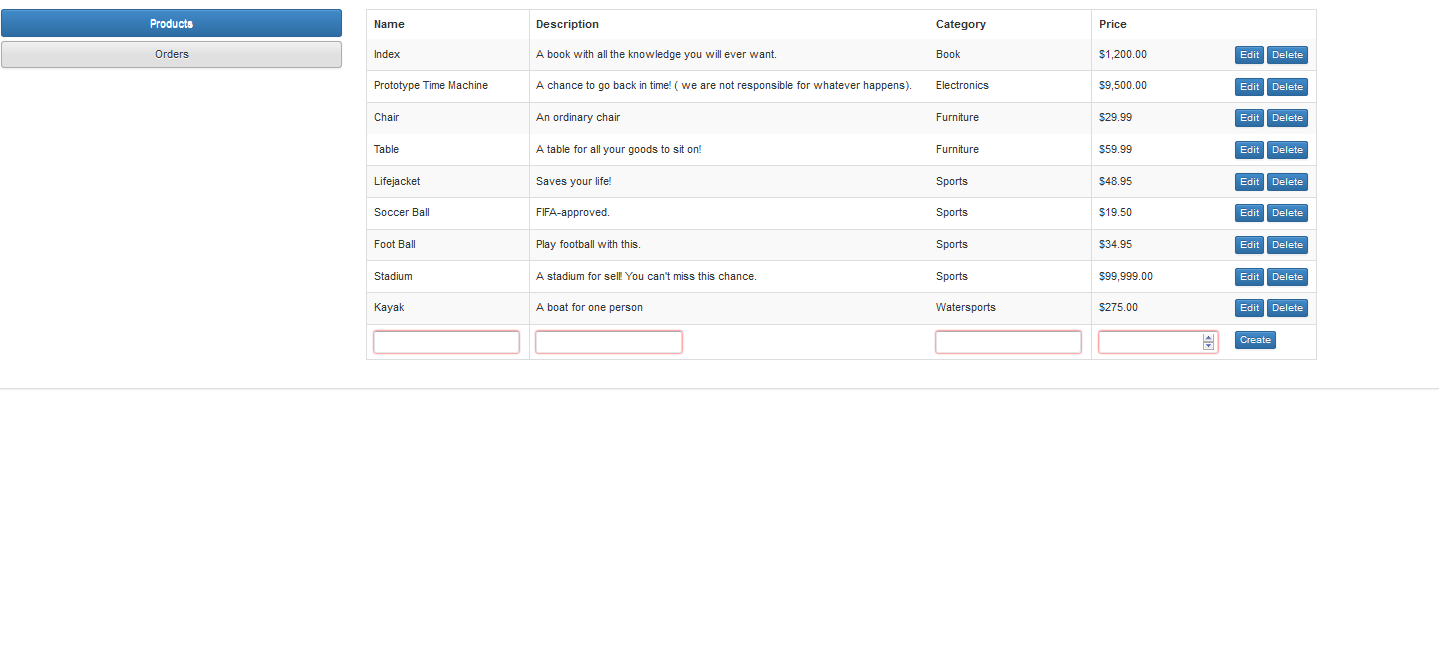 Products
Orders
Name Description Category Price
Index A book with all the knowledge you will ever want. Book $1,200.00 Edit Delete
Prototype Time Machine A chance to go back in time! ( we are not responsible for whatever happens). Electronics $9,500.00 Edit Delete
Chair An ordinary chair Furniture $29.99 Edit Delete
Table A table for all your goods to sit on! Furniture $59.99 Edit Delete
Lifejacket Saves your life! Sports $48.95 Edit Delete
Soccer Ball FIFA-approved. Sports $19.50 Edit Delete
Foot Ball Play football with this. Sports $34.95 Edit Delete
Stadium A stadium for sell! You can't miss this chance. Sports $99,999.00 Edit Delete
Kayak A boat for one person Watersports $275.00 Edit Delete
Create